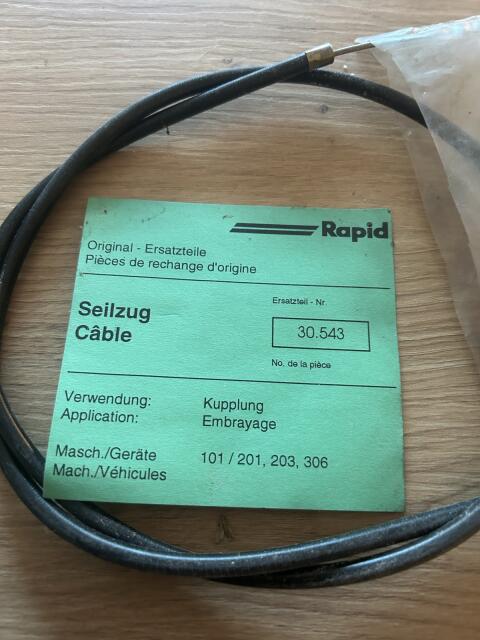 Rapid
Original - Ersatzteile
Pièces de rechange d'origine
Seilzug
Câble
Ersatzteil - Nr
30.543
No. de la pièce
Verwendung: Kupplung
Application: Embrayage
Masch./Geräte 101 / 201, 203, 306
Mach./Véhicules